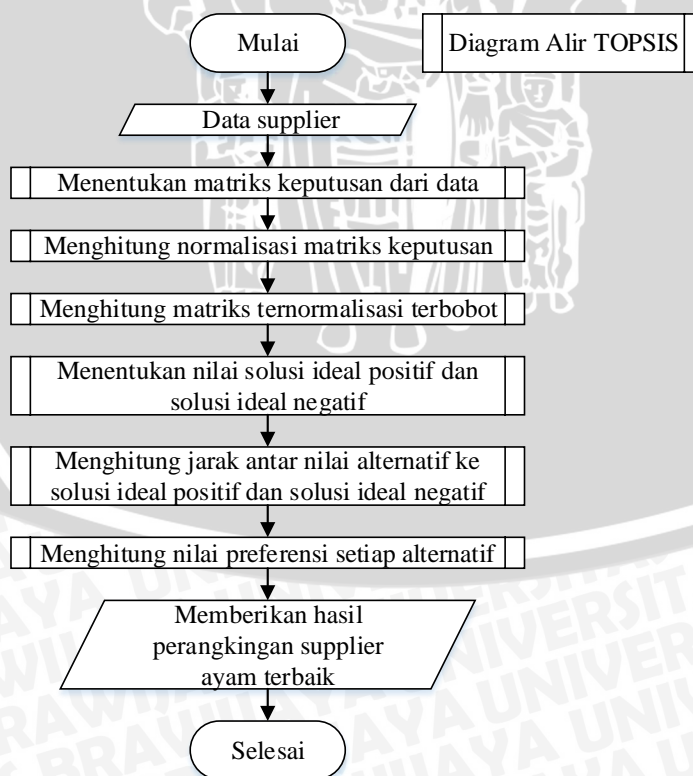 Mulai
Diagram Alir TOPSIS
Data supplier
Menentukan matriks keputusan dari data
Menghitung normalisasi matriks keputusan
Menghitung matriks ternormalisasi terbobot
Menentukan nilai solusi ideal positif dan
solusi ideal negatif
Menghitung jarak antar nilai alternatif ke
solusi ideal positif dan solusi ideal negatif
Menghitung nilai preferensi setiap alternatif
Memberikan hasil
perangkingan supplier
ayam terbaik
Selesai